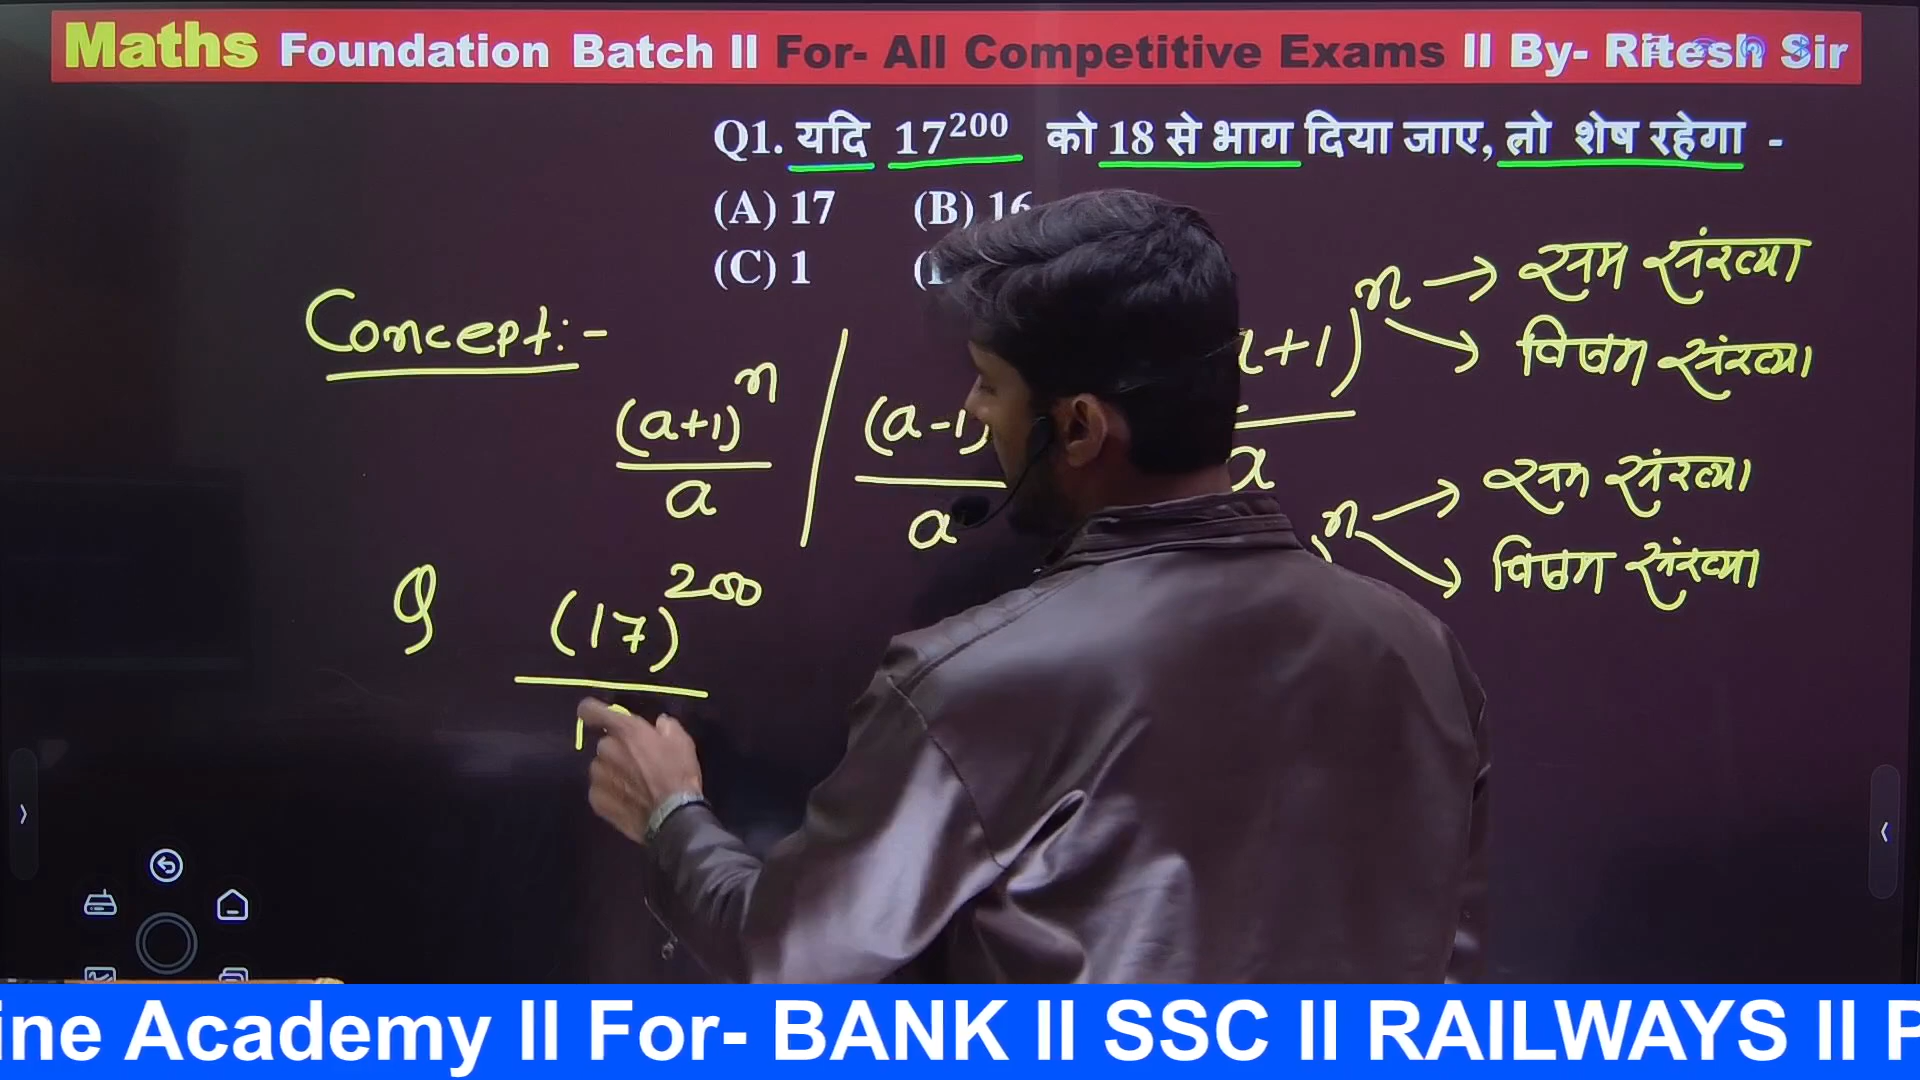 Maths Foundation Batch II For- All Competitive Exams II By- Ritesh Sir
Q1. यदि 17²⁰⁰ को 18 से भाग दिया जाए, तो शेष रहेगा -
(A) 17 (B) 16
(C) 1
Concept:-
(a+1)ⁿ / a
(a-1) / a
+1)ⁿ → सम संख्या
→ विषम संख्या
a
n → सम संख्या
→ विषम संख्या
Q (17)²⁰⁰
ine Academy II For- BANK II SSC II RAILWAYS II P